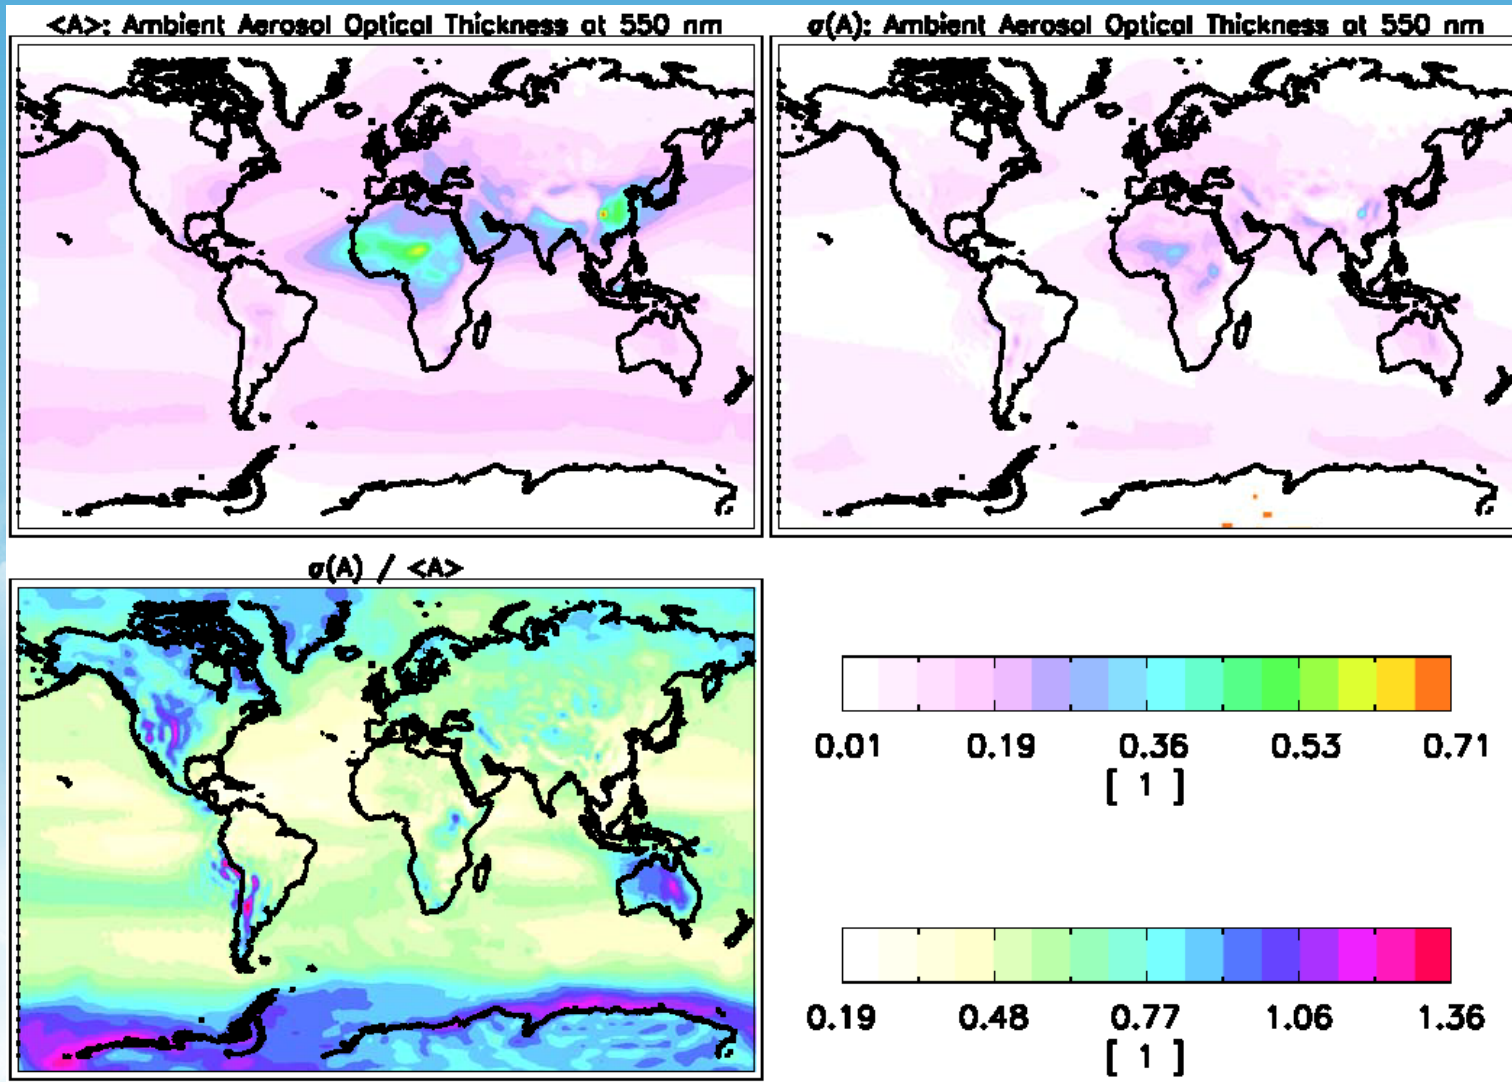 <A>: Ambient Aerosol Optical Thickness at 550 nm
σ(A): Ambient Aerosol Optical Thickness at 550 nm
σ(A) / <A>
0.01 0.19 0.36 0.53 0.71
[ 1 ]
0.19 0.48 0.77 1.06 1.36
[ 1 ]